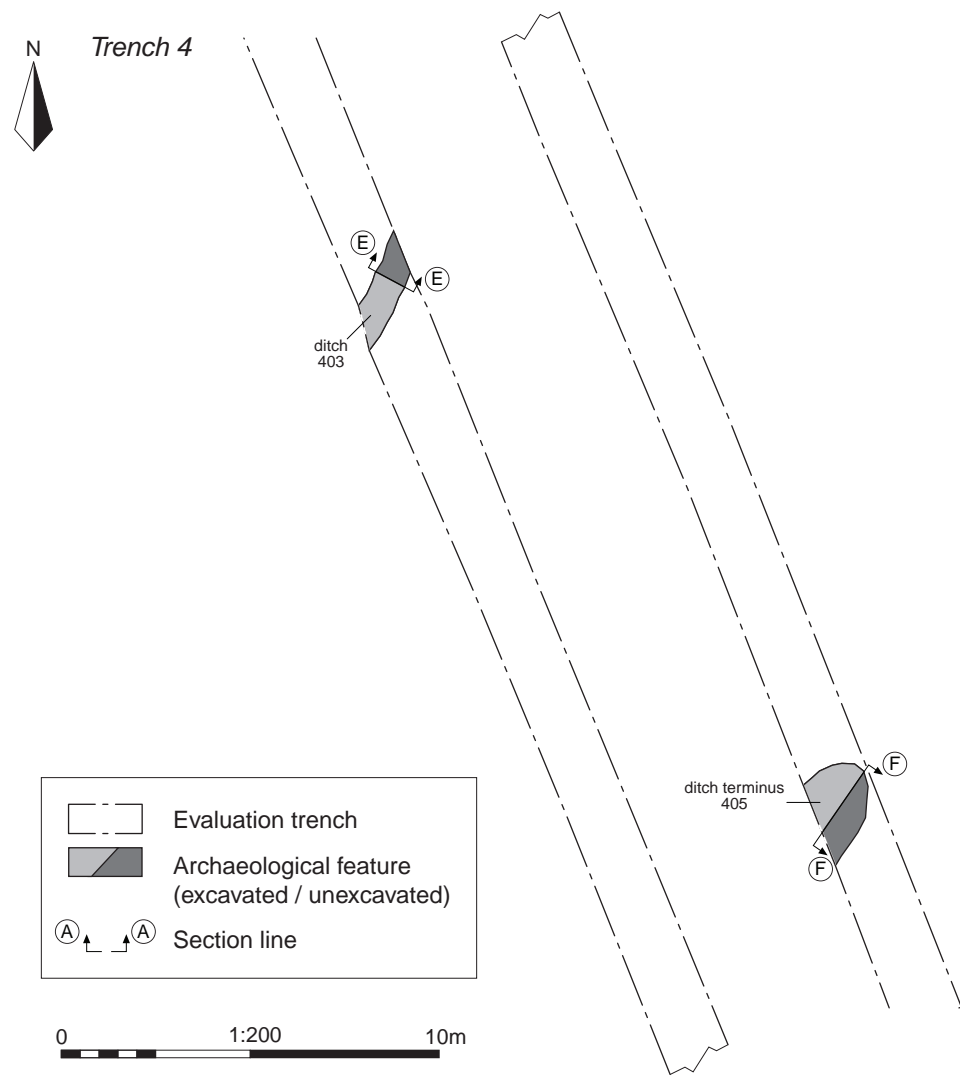 N
Trench 4
E
E
ditch
403
F
ditch terminus
405
F
Evaluation trench
Archaeological feature
(excavated / unexcavated)
A A Section line
0 1:200 10m